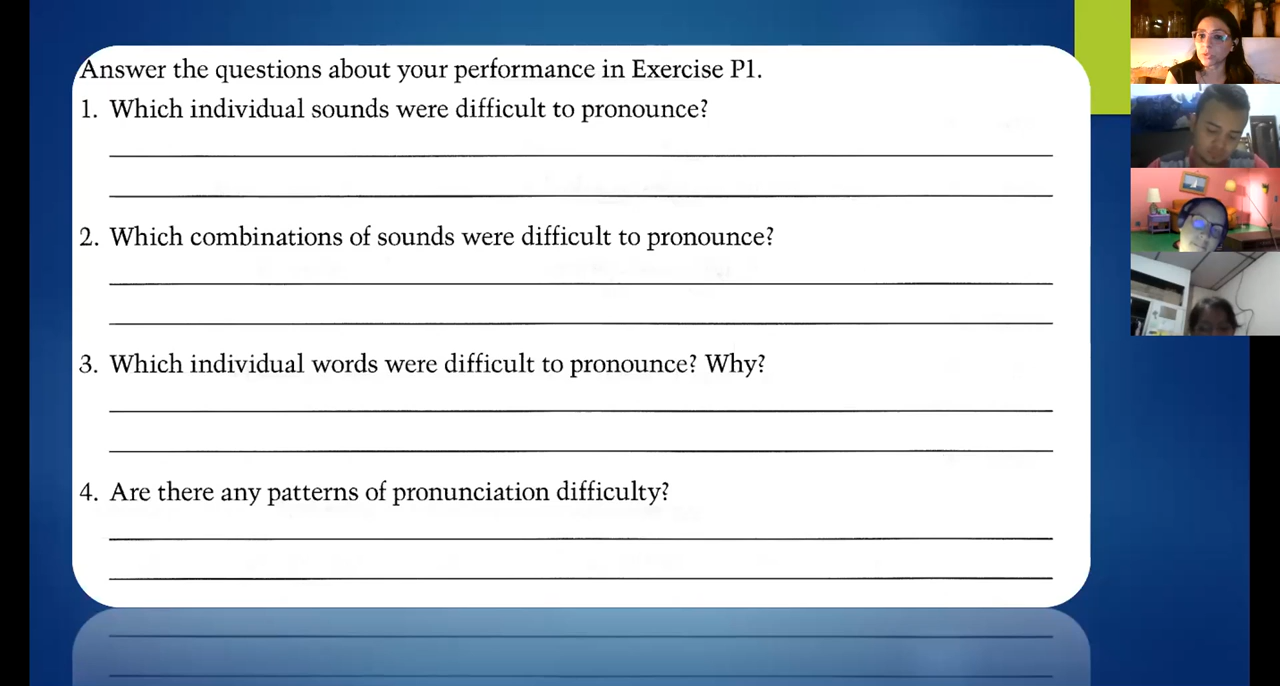 Answer the questions about your performance in Exercise P1.
1. Which individual sounds were difficult to pronounce?
2. Which combinations of sounds were difficult to pronounce?
3. Which individual words were difficult to pronounce? Why?
4. Are there any patterns of pronunciation difficulty?